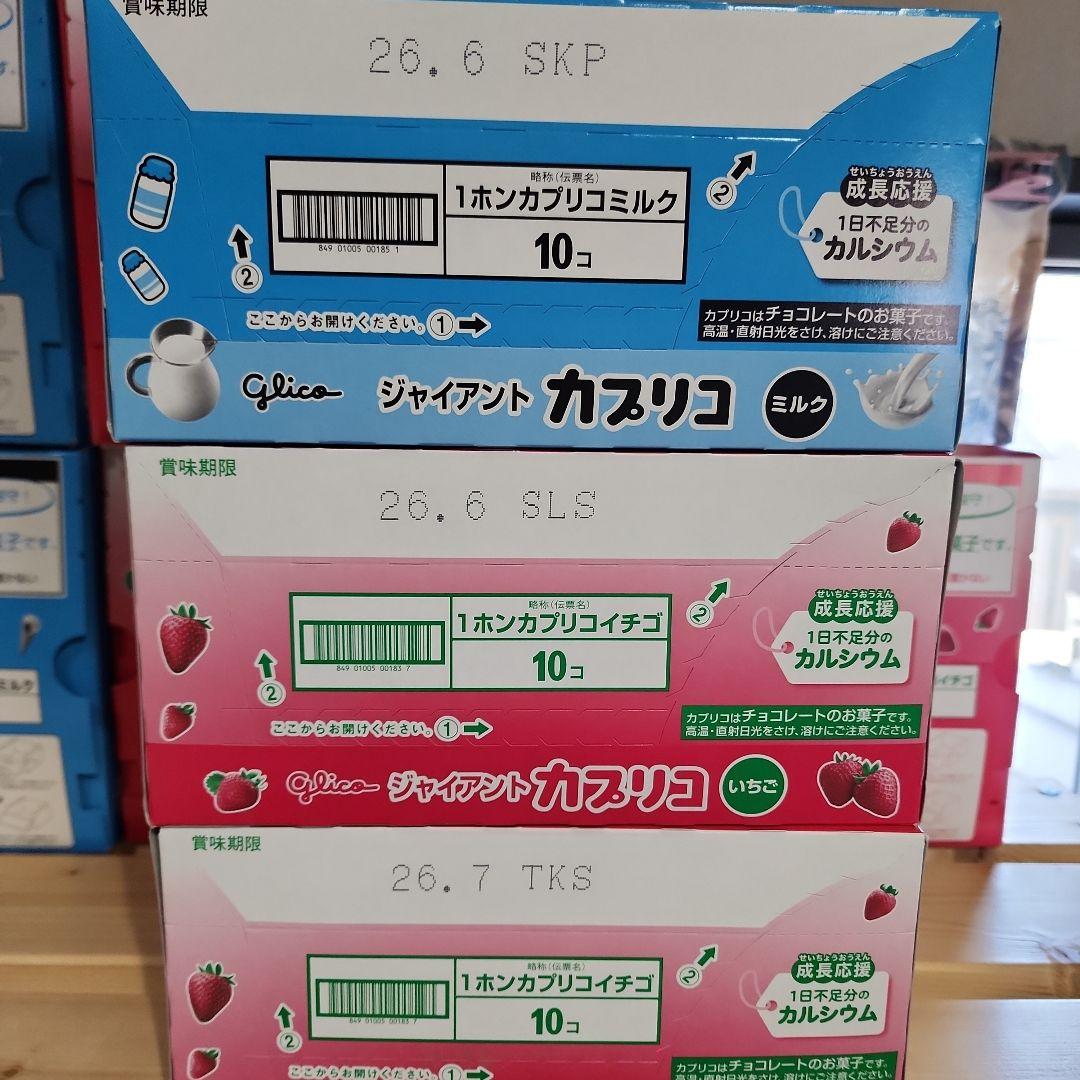 賞味期限
26.6 SKP
略称(伝票名)
1ホンカプリコミルク
849 01005 00185 1
10コ
②
②
せいちょうおうえん
成長応援
1日不足分の
カルシウム
ここからお開けください。①
カプリコはチョコレートのお菓子です。
高温・直射日光をさけ、溶けにご注意ください。
glico ジャイアント カプリコ ミルク
賞味期限
26.6 SLS
略称(伝票名)
1ホンカプリコイチゴ
849 01005 00183 7
10コ
②
②
せいちょうおうえん
成長応援
1日不足分の
カルシウム
ここからお開けください。①
カプリコはチョコレートのお菓子です。
高温・直射日光をさけ、溶けにご注意ください。
glico ジャイアント カプリコ いちご
賞味期限
26.7 TKS
略称(伝票名)
1ホンカプリコイチゴ
849 01005 00183 7
10コ
②
②
せいちょうおうえん
成長応援
1日不足分の
カルシウム
ここからお開けください。①
カプリコはチョコレートのお菓子です。
高温・直射日光をさけ、溶けにご注意ください。
ミルク
イチゴ